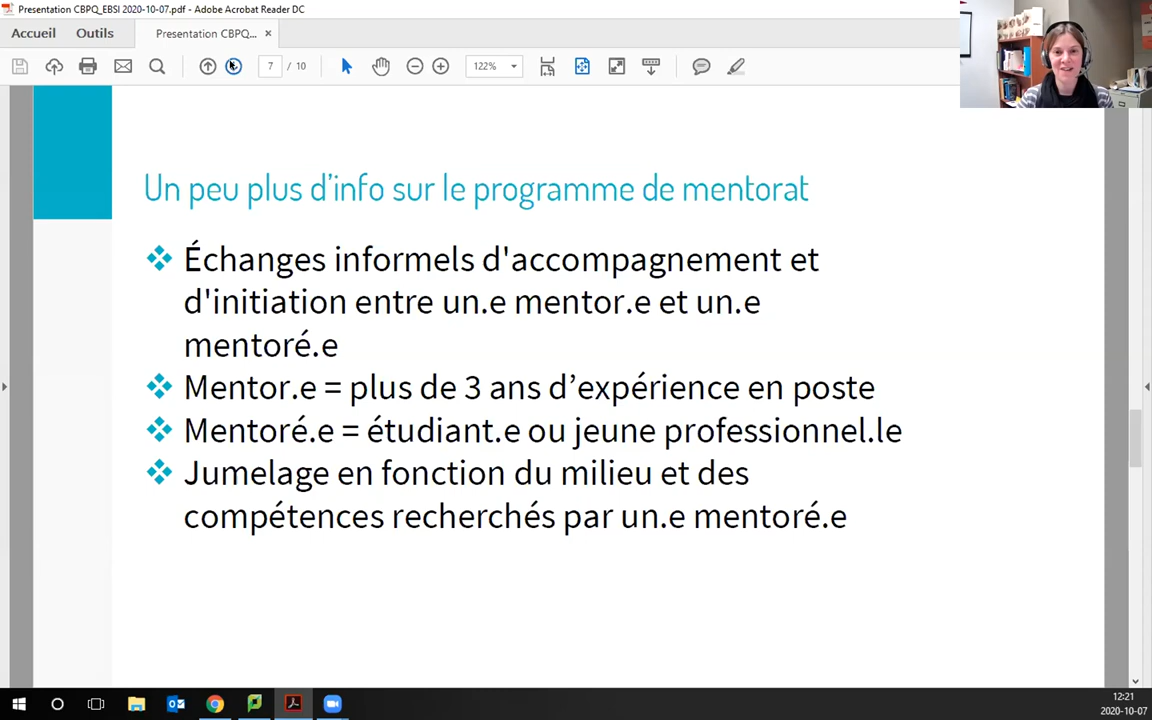 Presentation CBPQ_EBSI 2020-10-07.pdf - Adobe Acrobat Reader DC
Accueil Outils Presentation CBPQ... ×
7 / 10 122%
Un peu plus d’info sur le programme de mentorat
Échanges informels d'accompagnement et
d'initiation entre un.e mentor.e et un.e
mentoré.e
Mentor.e = plus de 3 ans d’expérience en poste
Mentoré.e = étudiant.e ou jeune professionnel.le
Jumelage en fonction du milieu et des
compétences recherchés par un.e mentoré.e
12:21
2020-10-07